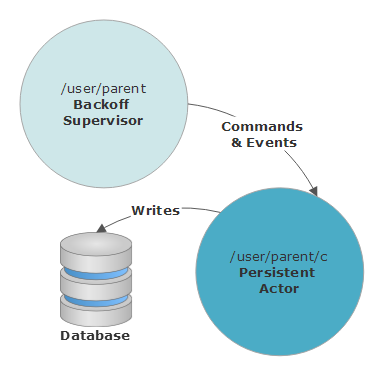 /user/parent
Backoff
Supervisor
Commands
& Events
Writes
/user/parent/c
Persistent
Actor
Database